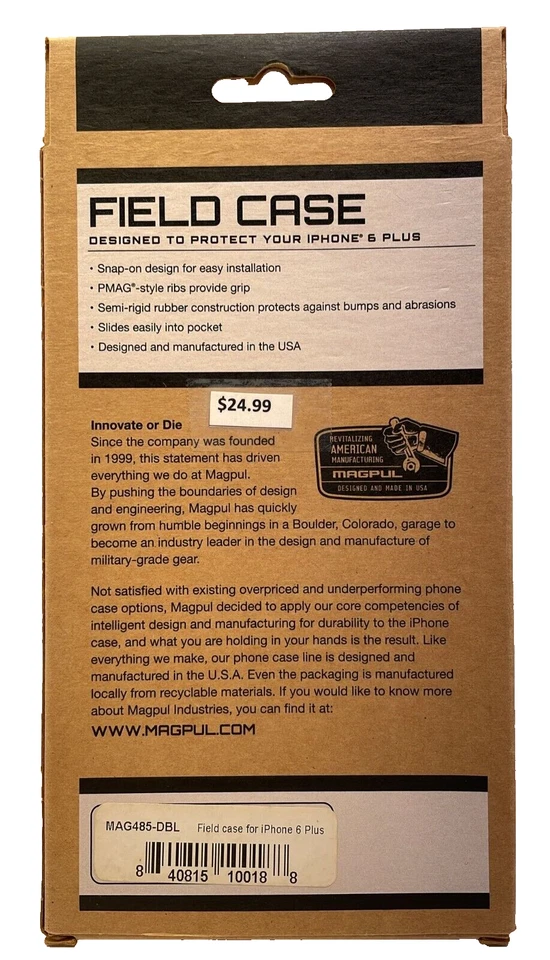 FIELD CASE
DESIGNED TO PROTECT YOUR IPHONE® 6 PLUS
• Snap-on design for easy installation
• PMAG®-style ribs provide grip
• Semi-rigid rubber construction protects against bumps and abrasions
• Slides easily into pocket
• Designed and manufactured in the USA
$24.99
Innovate or Die
Since the company was founded
in 1999, this statement has driven
everything we do at Magpul.
By pushing the boundaries of design
and engineering, Magpul has quickly
grown from humble beginnings in a Boulder, Colorado, garage to
become an industry leader in the design and manufacture of
military-grade gear.
REVITALIZING
AMERICAN
MANUFACTURING
MAGPUL
DESIGNED AND MADE IN USA
Not satisfied with existing overpriced and underperforming phone
case options, Magpul decided to apply our core competencies of
intelligent design and manufacturing for durability to the iPhone
case, and what you are holding in your hands is the result. Like
everything we make, our phone case line is designed and
manufactured in the U.S.A. Even the packaging is manufactured
locally from recyclable materials. If you would like to know more
about Magpul Industries, you can find it at:
WWW.MAGPUL.COM
MAG485-DBL Field case for iPhone 6 Plus
8 40815 10018 8